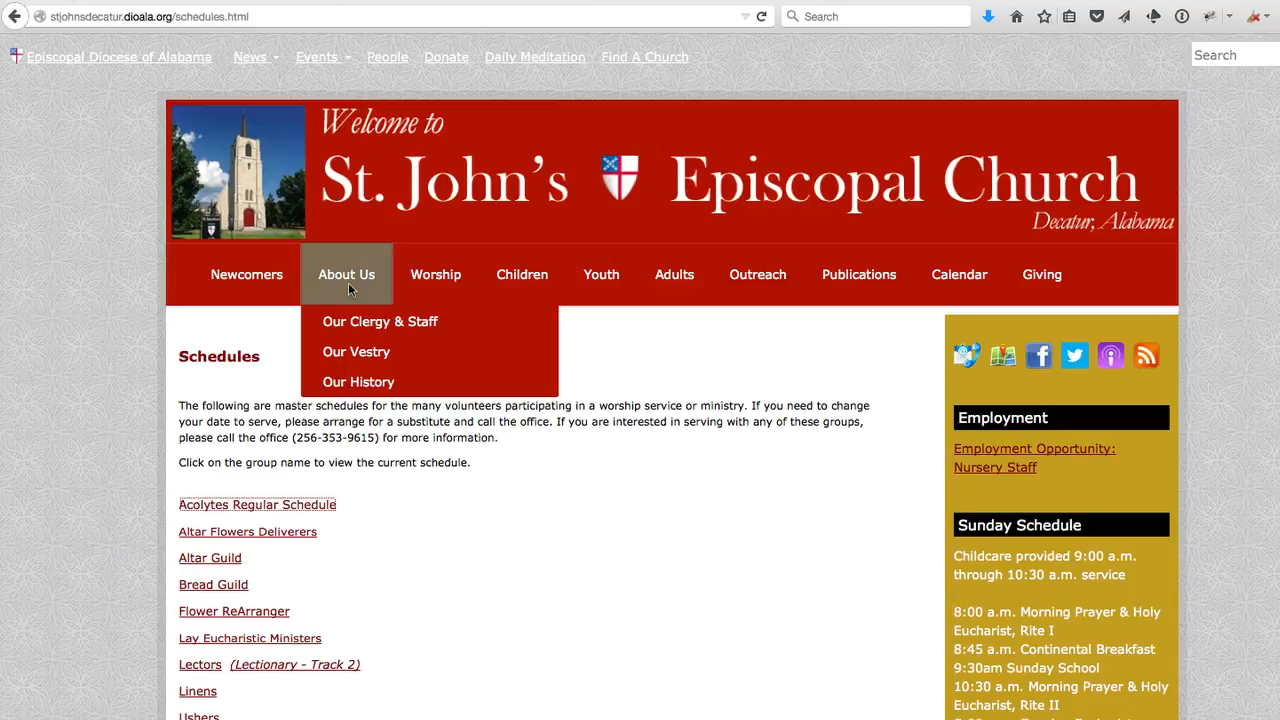 stjohnsdecatur.dioala.org/schedules.html
Search
Episcopal Diocese of Alabama News Events People Donate Daily Meditation Find A Church
Search
Welcome to
St. John's Episcopal Church
Decatur, Alabama
Newcomers About Us Worship Children Youth Adults Outreach Publications Calendar Giving
Our Clergy & Staff
Our Vestry
Our History
Schedules
The following are master schedules for the many volunteers participating in a worship service or ministry. If you need to change
your date to serve, please arrange for a substitute and call the office. If you are interested in serving with any of these groups,
please call the office (256-353-9615) for more information.
Click on the group name to view the current schedule.
Acolytes Regular Schedule
Altar Flowers Deliverers
Altar Guild
Bread Guild
Flower ReArranger
Lay Eucharistic Ministers
Lectors (Lectionary - Track 2)
Linens
Ushers
Employment
Employment Opportunity:
Nursery Staff
Sunday Schedule
Childcare provided 9:00 a.m.
through 10:30 a.m. service
8:00 a.m. Morning Prayer & Holy
Eucharist, Rite I
8:45 a.m. Continental Breakfast
9:30am Sunday School
10:30 a.m. Morning Prayer & Holy
Eucharist, Rite II